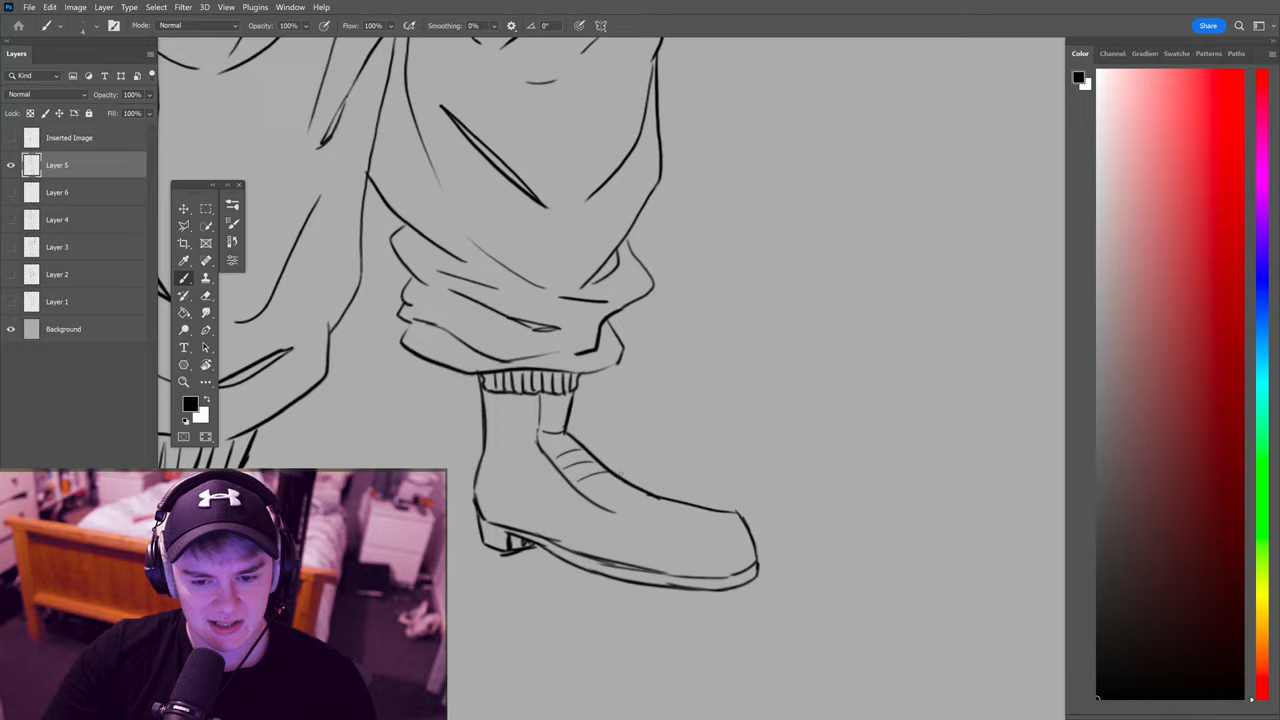 Ps File Edit Image Layer Type Select Filter 3D View Plugins Window Help
4 Mode: Normal Opacity: 100% Flow: 100% Smoothing: 0% 0° Share
Layers
Kind
Normal Opacity: 100%
Lock: Fill: 100%
Inserted Image
Layer 5
Layer 6
Layer 4
Layer 3
Layer 2
Layer 1
Background
T
Color Channel Gradient Swatche Patterns Paths